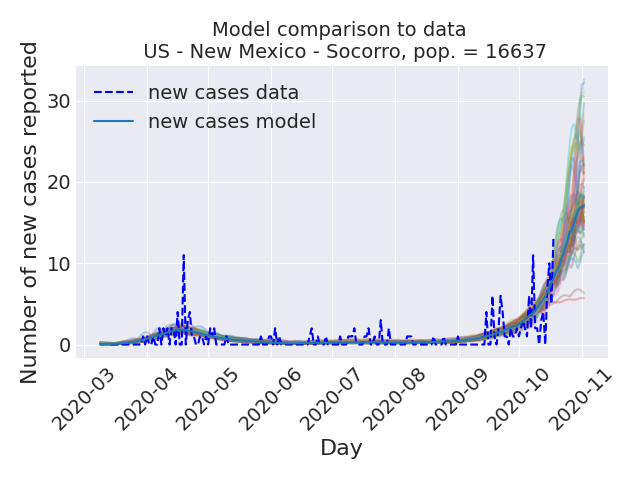 Model comparison to data
US - New Mexico - Socorro, pop. = 16637
Number of new cases reported
30
20
10
0
new cases data
new cases model
2020-03
2020-04
2020-05
2020-06
2020-07
2020-08
2020-09
2020-10
2020-11
Day